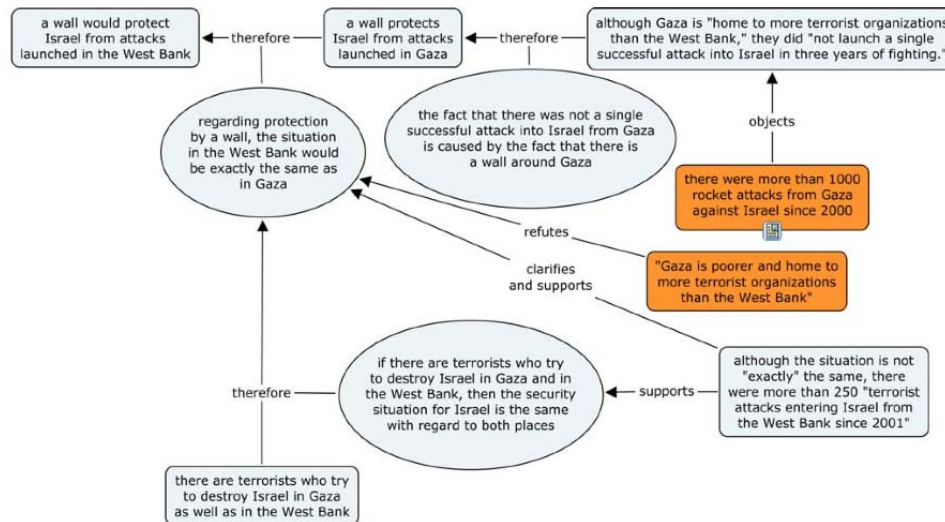 a wall would protect
Israel from attacks
launched in the West Bank
therefore
a wall protects
Israel from attacks
launched in Gaza
therefore
although Gaza is "home to more terrorist organizations
than the West Bank," they did "not launch a single
successful attack into Israel in three years of fighting."
regarding protection
by a wall, the situation
in the West Bank would
be exactly the same as
in Gaza
the fact that there was not a single
successful attack into Israel from Gaza
is caused by the fact that there is
a wall around Gaza
objects
there were more than 1000
rocket attacks from Gaza
against Israel since 2000
refutes
"Gaza is poorer and home to
more terrorist organizations
than the West Bank"
clarifies
and supports
if there are terrorists who try
to destroy Israel in Gaza and in
the West Bank, then the security
situation for Israel is the same
with regard to both places
therefore
supports
although the situation is not
"exactly" the same, there
were more than 250 "terrorist
attacks entering Israel from
the West Bank since 2001"
there are terrorists who try
to destroy Israel in Gaza
as well as in the West Bank